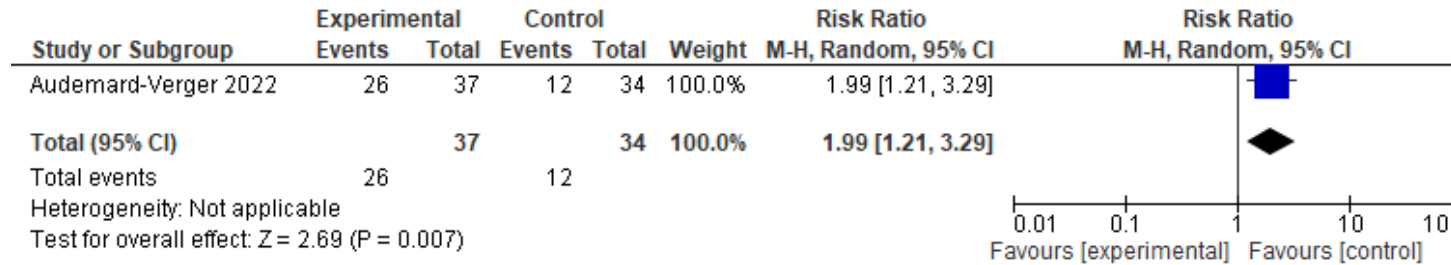 Experimental Control Risk Ratio Risk Ratio
Study or Subgroup Events Total Events Total Weight M-H, Random, 95% CI M-H, Random, 95% CI
Audemard-Verger 2022 26 37 12 34 100.0% 1.99 [1.21, 3.29]
Total (95% CI) 37 34 100.0% 1.99 [1.21, 3.29]
Total events 26 12
Heterogeneity: Not applicable
Test for overall effect: Z = 2.69 (P = 0.007)
0.01 0.1 1 10 10
Favours [experimental] Favours [control]